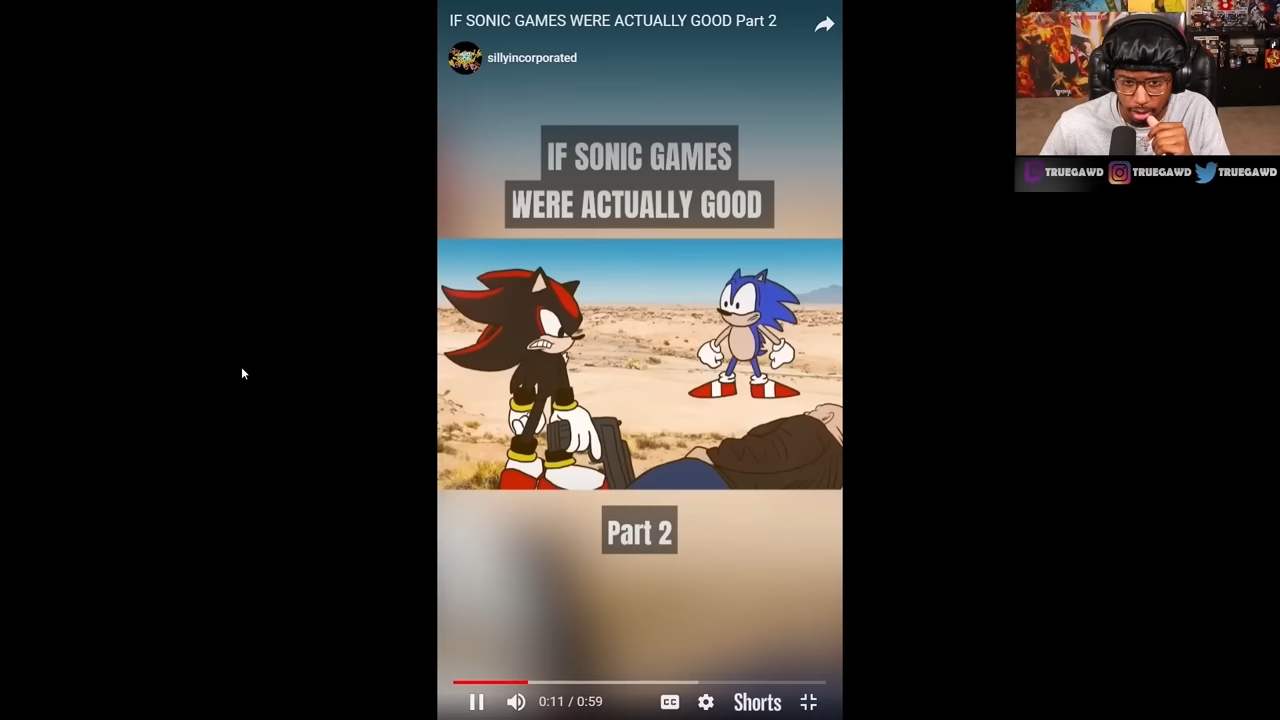 IF SONIC GAMES WERE ACTUALLY GOOD Part 2
sillyincorporated
IF SONIC GAMES
WERE ACTUALLY GOOD
TRUEGAWD TRUEGAWD TRUEGAWD
Part 2
0:11 / 0:59 CC Shorts